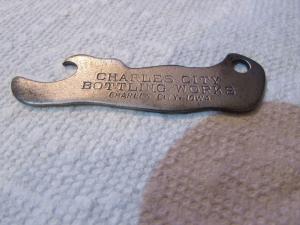 CHARLES CITY
BOTTLING WORKS
CHARLES CITY, IOWA